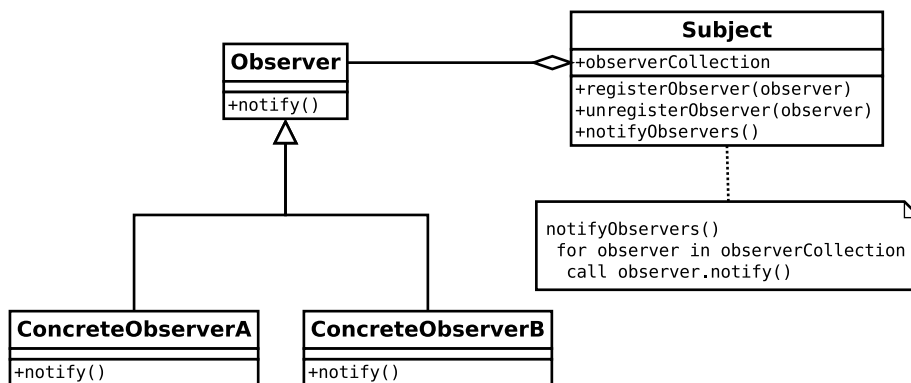 Observer
+notify()
Subject
+observerCollection
+registerObserver(observer)
+unregisterObserver(observer)
+notifyObservers()
notifyObservers()
for observer in observerCollection
call observer.notify()
ConcreteObserverA
+notify()
ConcreteObserverB
+notify()